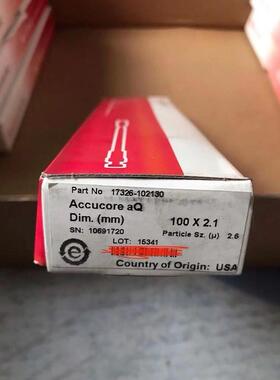 Part No 17326-102130
Accucore aQ
Dim. (mm) 100 X 2.1
SN: 10691720 Particle Sz. (µ) 2.6
LOT: 15341
Country of Origin: USA